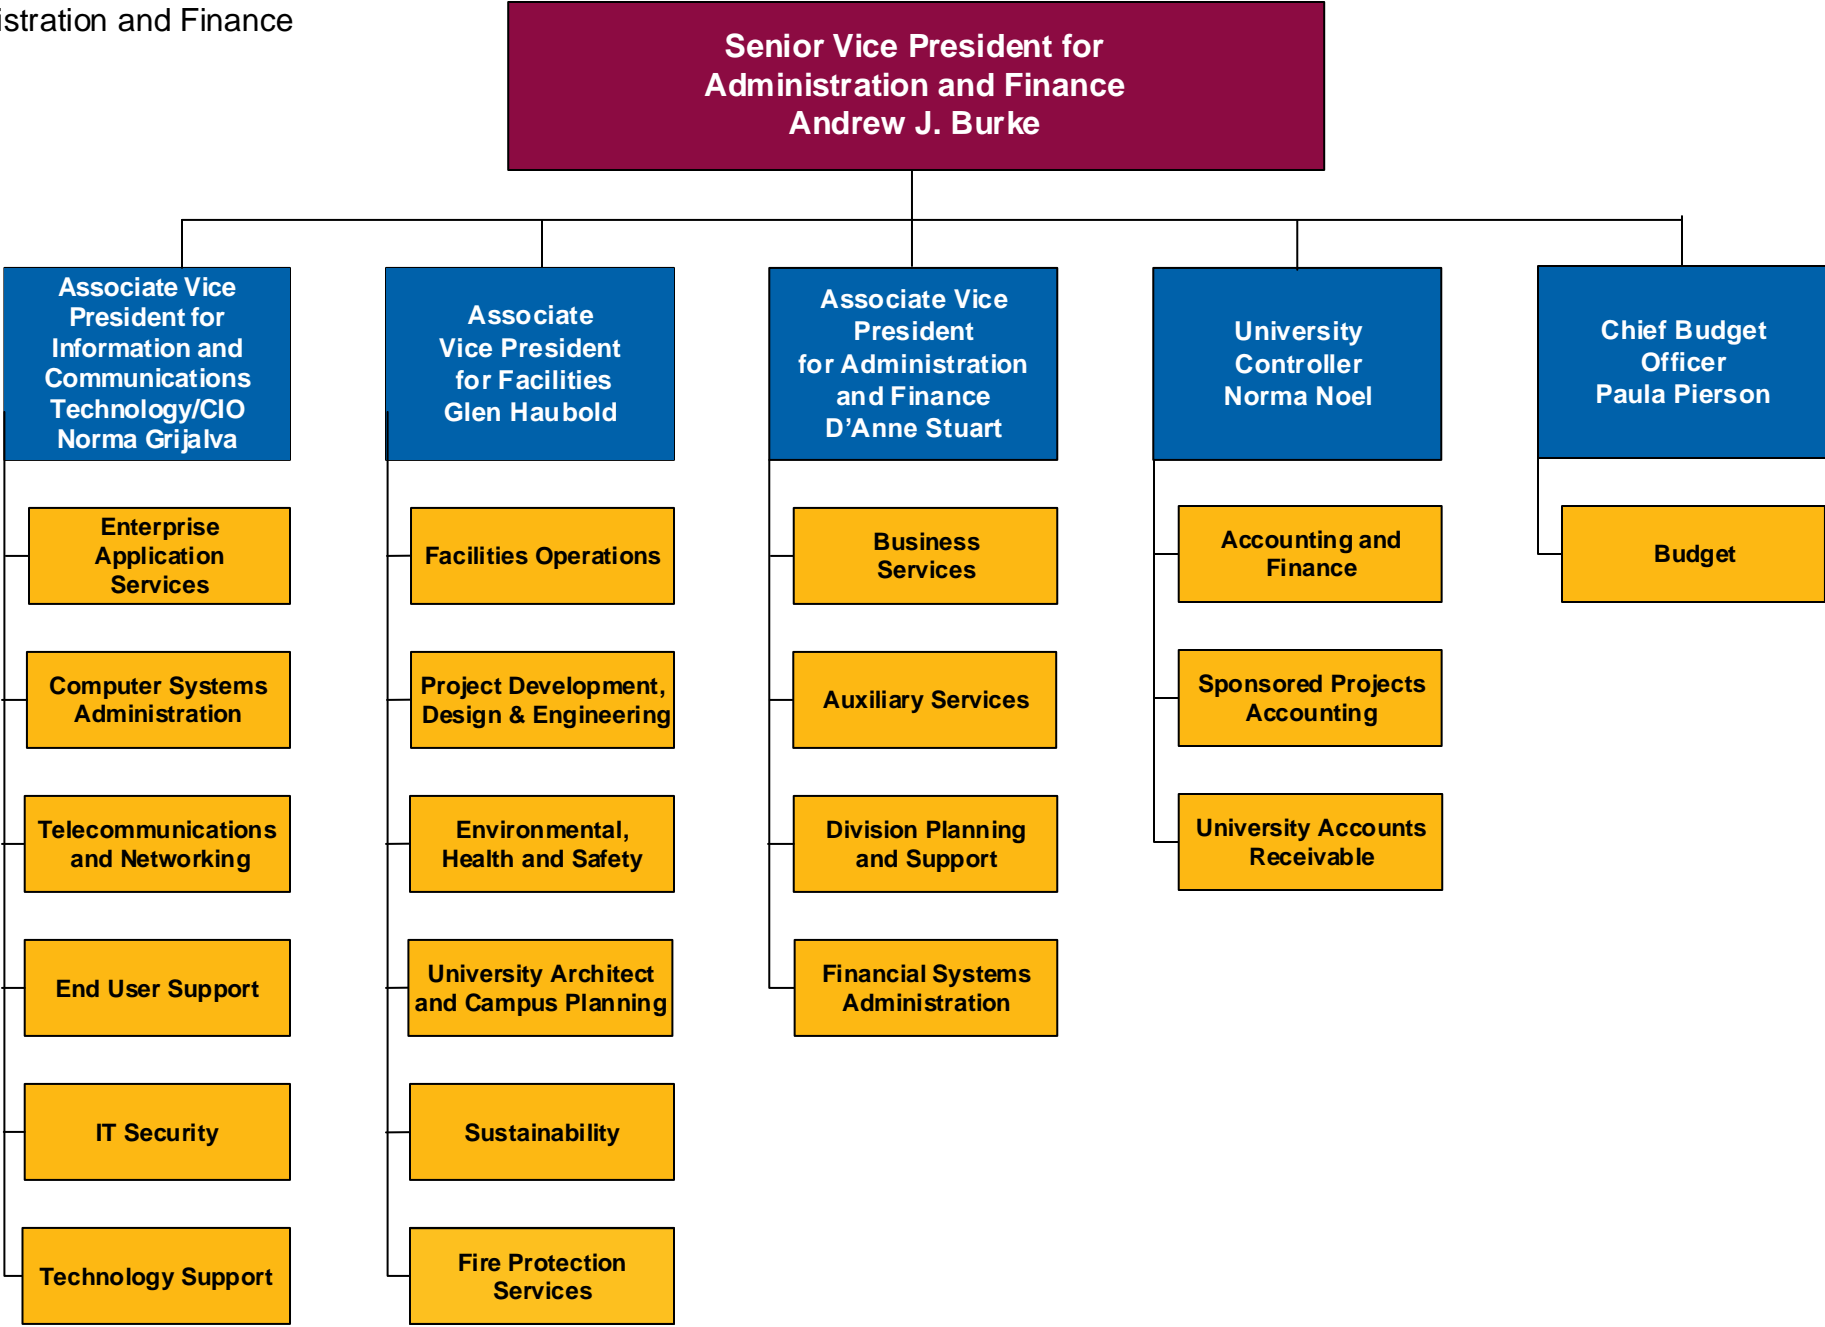 istration and Finance
Senior Vice President for
Administration and Finance
Andrew J. Burke
Associate Vice
President for
Information and
Communications
Technology/CIO
Norma Grijalva
Associate
Vice President
for Facilities
Glen Haubold
Associate Vice
President
for Administration
and Finance
D’Anne Stuart
University
Controller
Norma Noel
Chief Budget
Officer
Paula Pierson
Enterprise
Application
Services
Computer Systems
Administration
Telecommunications
and Networking
End User Support
IT Security
Technology Support
Facilities Operations
Project Development,
Design & Engineering
Environmental,
Health and Safety
University Architect
and Campus Planning
Sustainability
Fire Protection
Services
Business
Services
Auxiliary Services
Division Planning
and Support
Financial Systems
Administration
Accounting and
Finance
Sponsored Projects
Accounting
University Accounts
Receivable
Budget